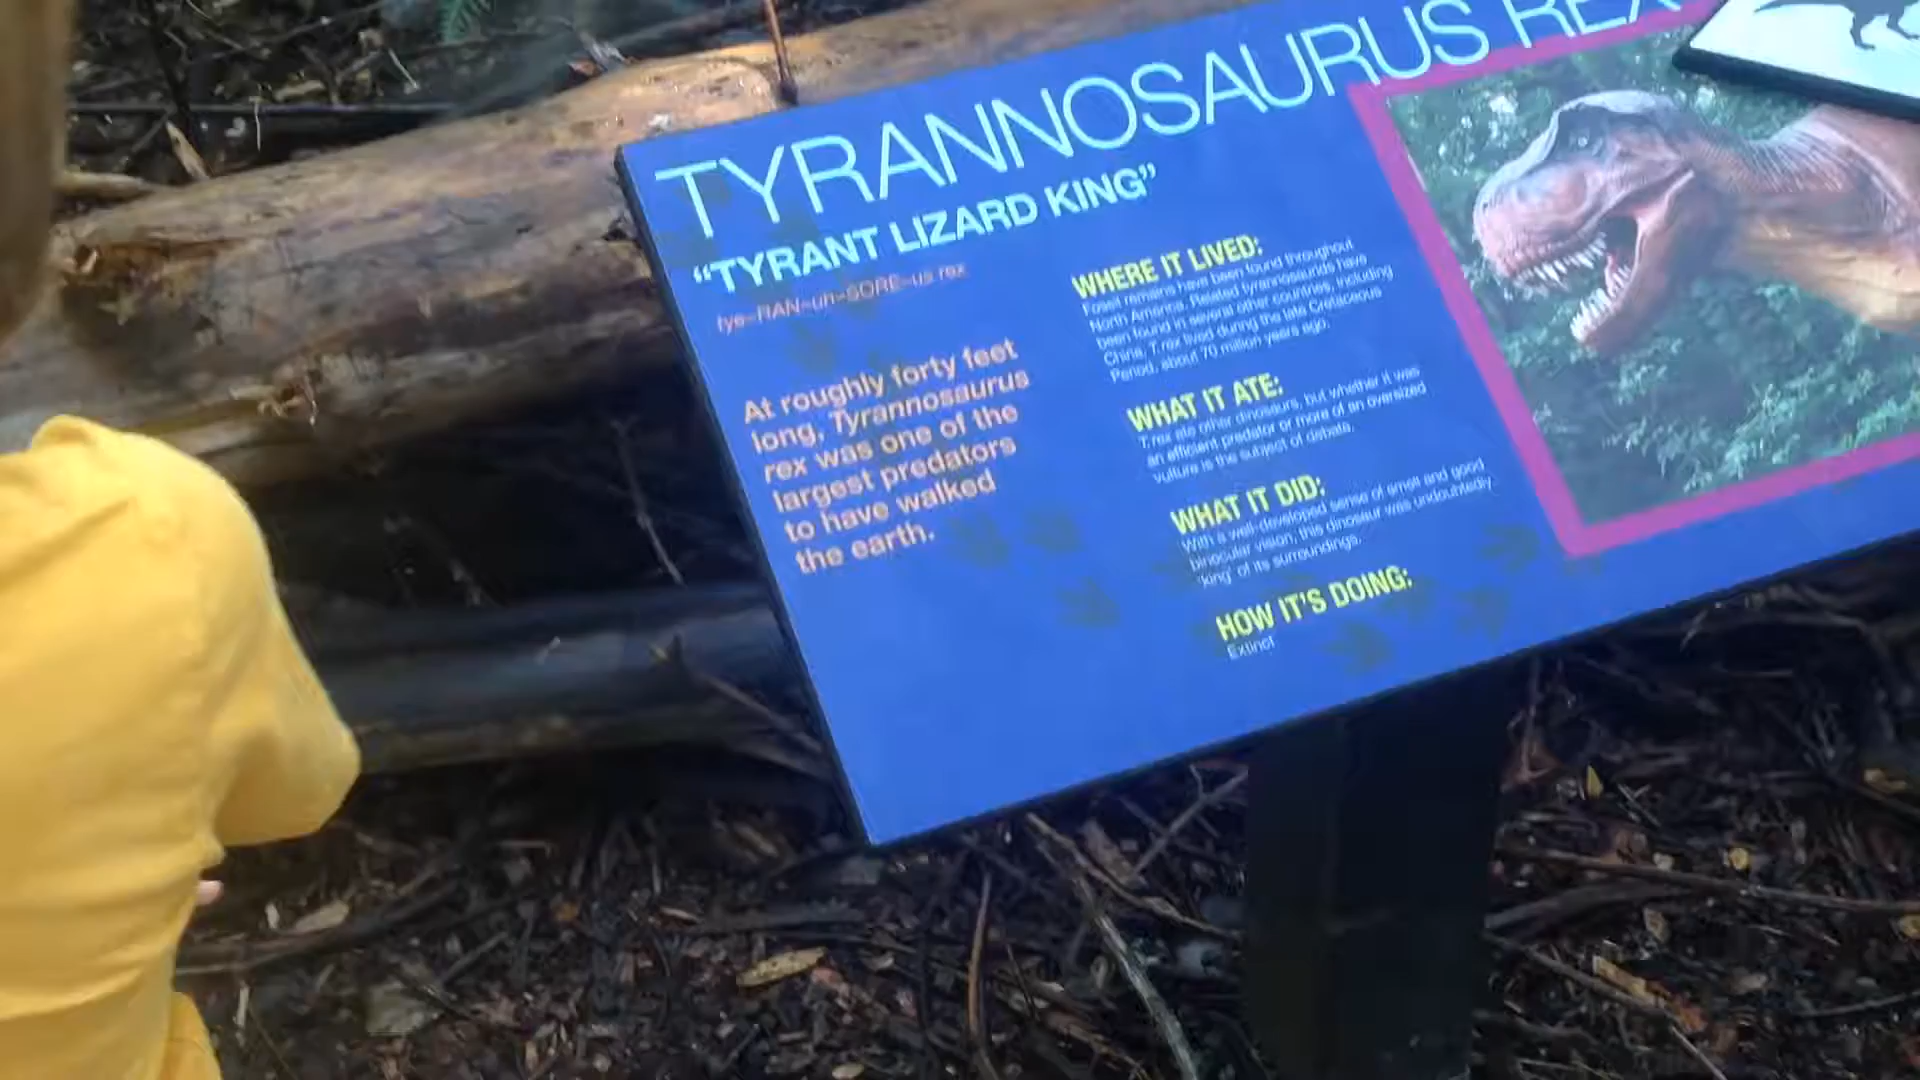 TYRANNOSAURUS REX
“TYRANT LIZARD KING”
tye–RAN–uh–SORE–us rex
At roughly forty feet
long, Tyrannosaurus
rex was one of the
largest predators
to have walked
the earth.
WHERE IT LIVED:
Fossil remains have been found throughout
North America. Related tyrannosaurids have
been found in several other countries, including
China. T.rex lived during the late Cretaceous
Period, about 70 million years ago.
WHAT IT ATE:
T.rex ate other dinosaurs, but whether it was
an efficient predator or more of an oversized
vulture is the subject of debate.
WHAT IT DID:
With a well-developed sense of smell and good
binocular vision, this dinosaur was undoubtedly
‘king’ of its surroundings.
HOW IT’S DOING:
Extinct